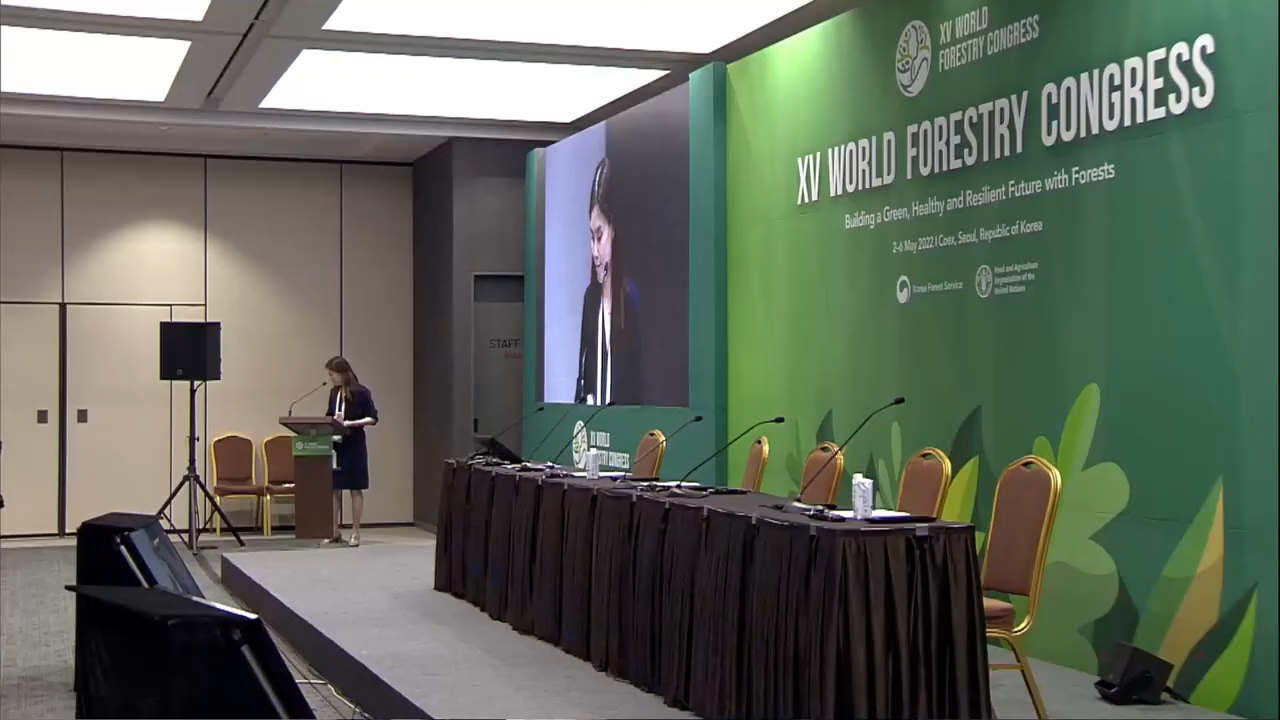 XV WORLD
FORESTRY CONGRESS
XV WORLD FORESTRY CONGRESS
Building a Green, Healthy and Resilient Future with Forests
2-6 May 2022 | Coex, Seoul, Republic of Korea
Korea Forest Service
Food and Agriculture
Organization of the
United Nations
STAFF
XV WORLD
FORESTRY CONGRESS